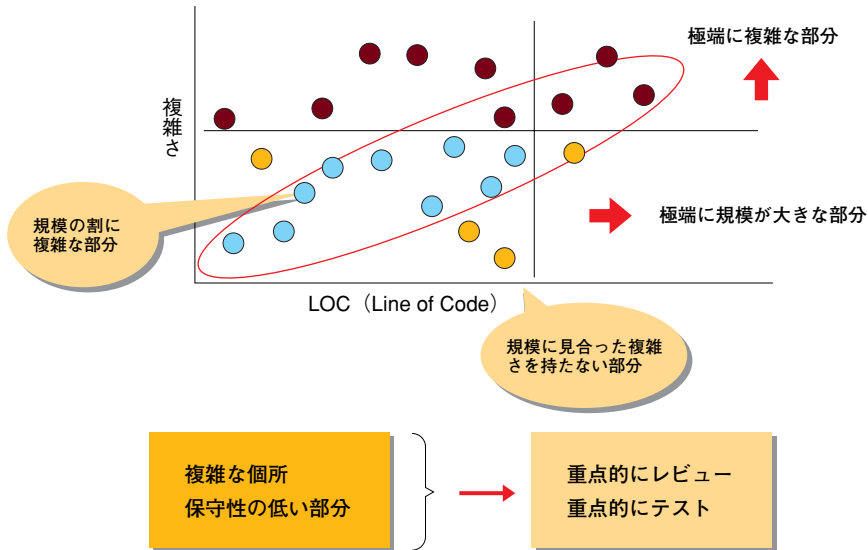 極端に複雑な部分
複雑さ
規模の割に
複雑な部分
極端に規模が大きな部分
LOC（Line of Code）
規模に見合った複雑
さを持たない部分
複雑な個所
保守性の低い部分
重点的にレビュー
重点的にテスト